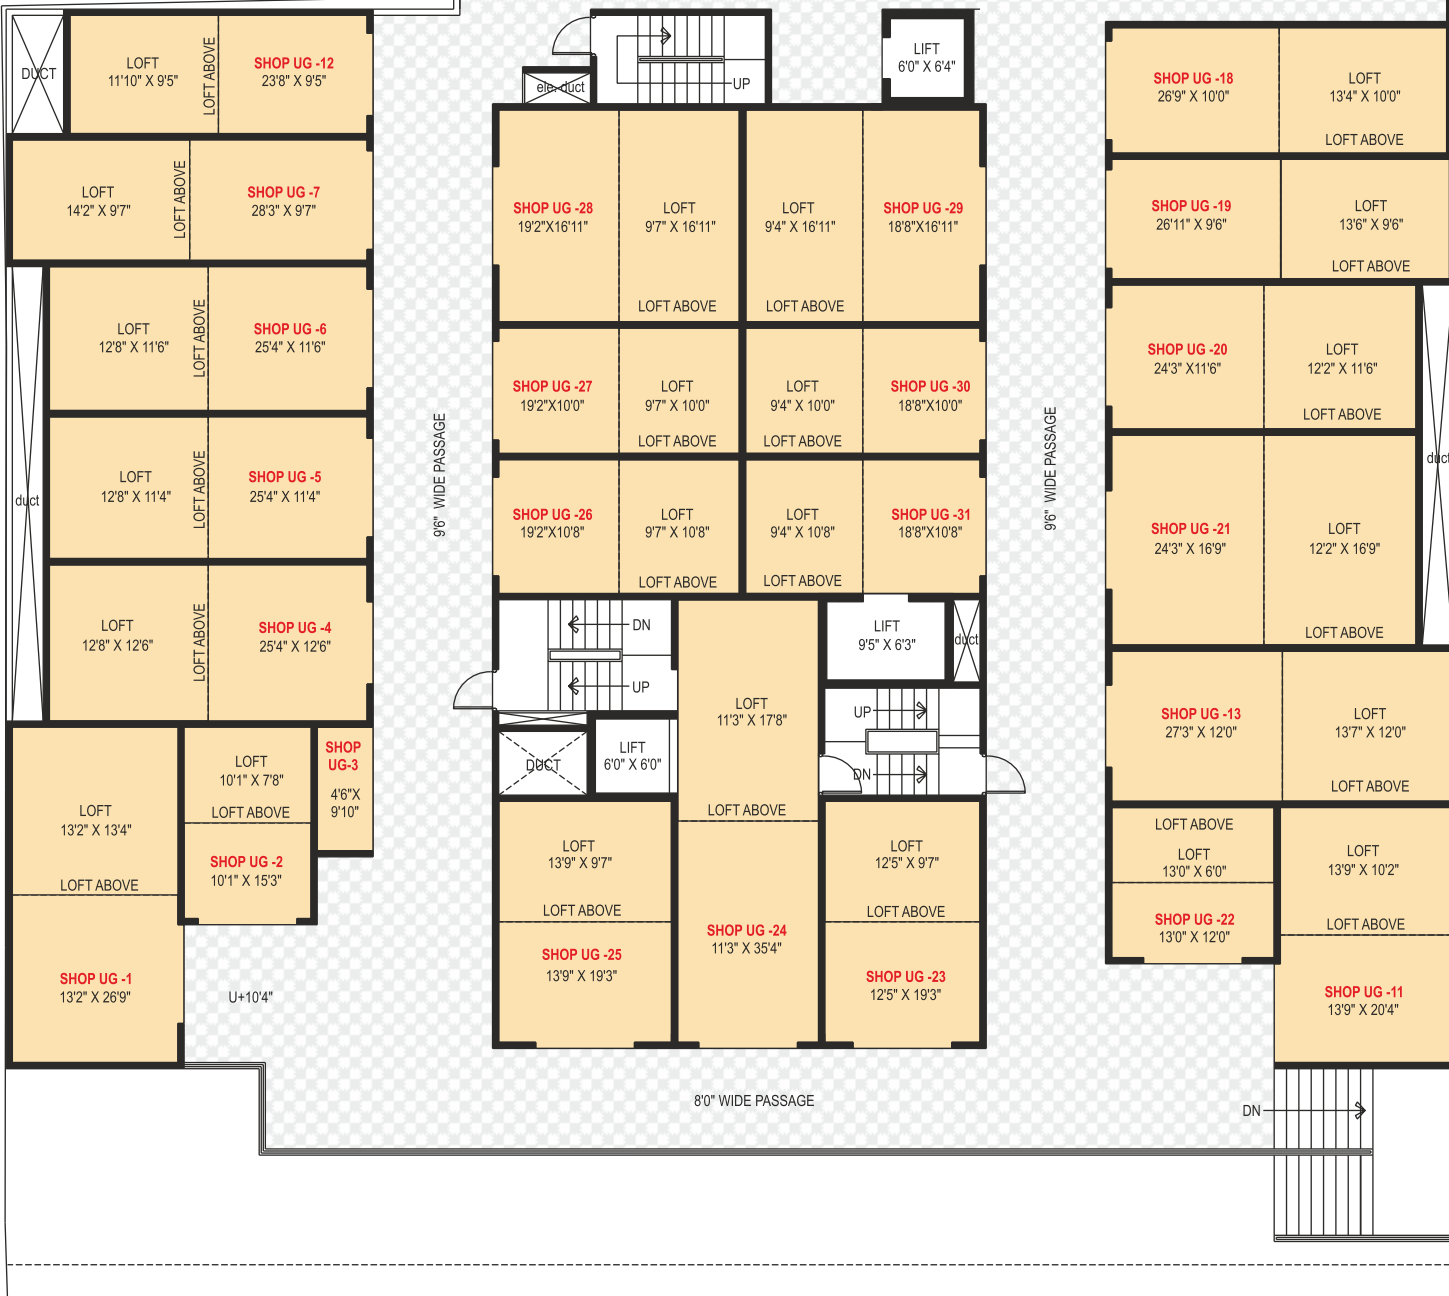 DUCT
LOFT
11'10" X 9'5"
LOFT ABOVE
SHOP UG -12
23'8" X 9'5"
LOFT
14'2" X 9'7"
LOFT ABOVE
SHOP UG -7
28'3" X 9'7"
LOFT
12'8" X 11'6"
LOFT ABOVE
SHOP UG -6
25'4" X 11'6"
duct
LOFT
12'8" X 11'4"
LOFT ABOVE
SHOP UG -5
25'4" X 11'4"
LOFT
12'8" X 12'6"
LOFT ABOVE
SHOP UG -4
25'4" X 12'6"
LOFT
13'2" X 13'4"
LOFT ABOVE
SHOP UG -1
13'2" X 26'9"
LOFT
10'1" X 7'8"
LOFT ABOVE
SHOP UG -2
10'1" X 15'3"
SHOP
UG-3
4'6"X
9'10"
U+10'4"
9'6" WIDE PASSAGE
ele. duct
UP
LIFT
6'0" X 6'4"
SHOP UG -28
19'2"X16'11"
LOFT
9'7" X 16'11"
LOFT ABOVE
LOFT
9'4" X 16'11"
LOFT ABOVE
SHOP UG -29
18'8"X16'11"
SHOP UG -27
19'2"X10'0"
LOFT
9'7" X 10'0"
LOFT ABOVE
LOFT
9'4" X 10'0"
LOFT ABOVE
SHOP UG -30
18'8"X10'0"
SHOP UG -26
19'2"X10'8"
LOFT
9'7" X 10'8"
LOFT ABOVE
LOFT
9'4" X 10'8"
LOFT ABOVE
SHOP UG -31
18'8"X10'8"
DN
UP
DUCT
LIFT
6'0" X 6'0"
LOFT
11'3" X 17'8"
LOFT ABOVE
SHOP UG -24
11'3" X 35'4"
LIFT
9'5" X 6'3"
duct
UP
DN
LOFT
13'9" X 9'7"
LOFT ABOVE
SHOP UG -25
13'9" X 19'3"
LOFT
12'5" X 9'7"
LOFT ABOVE
SHOP UG -23
12'5" X 19'3"
9'6" WIDE PASSAGE
8'0" WIDE PASSAGE
SHOP UG -18
26'9" X 10'0"
LOFT
13'4" X 10'0"
LOFT ABOVE
SHOP UG -19
26'11" X 9'6"
LOFT
13'6" X 9'6"
LOFT ABOVE
SHOP UG -20
24'3" X11'6"
LOFT
12'2" X 11'6"
LOFT ABOVE
duct
SHOP UG -21
24'3" X 16'9"
LOFT
12'2" X 16'9"
LOFT ABOVE
SHOP UG -13
27'3" X 12'0"
LOFT
13'7" X 12'0"
LOFT ABOVE
LOFT ABOVE
LOFT
13'0" X 6'0"
SHOP UG -22
13'0" X 12'0"
LOFT
13'9" X 10'2"
LOFT ABOVE
SHOP UG -11
13'9" X 20'4"
DN